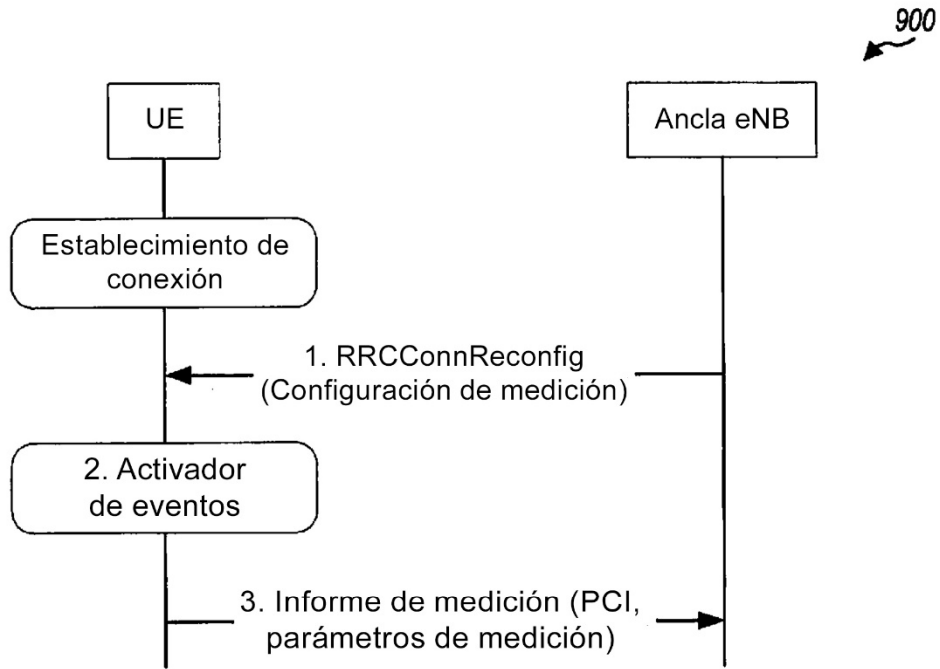 900
UE
Ancla eNB
Establecimiento de
conexión
1. RRCConnReconfig
(Configuración de medición)
2. Activador
de eventos
3. Informe de medición (PCI,
parámetros de medición)